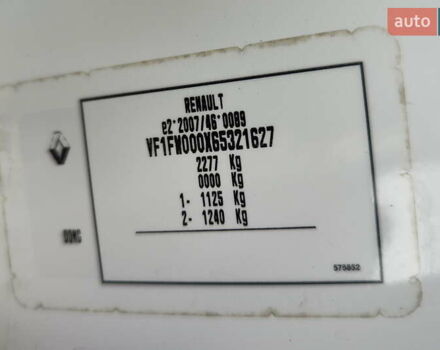 auto
RENAULT
e2*2007/46*0089
VF1FW000X65321627
2277 Kg
0000 Kg
1- 1125 Kg
2- 1240 Kg
575852